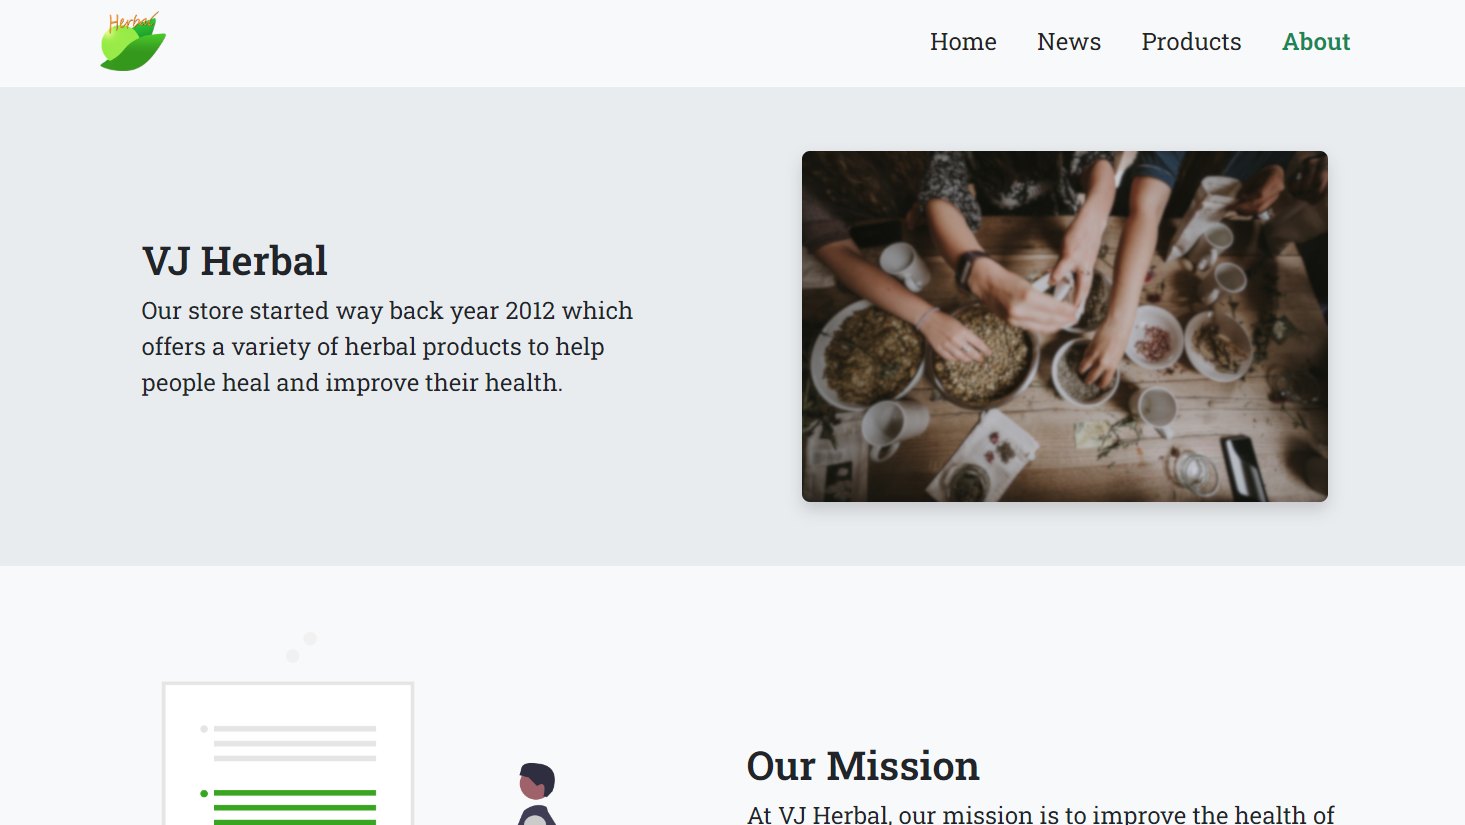 Herbal
Home News Products About
VJ Herbal
Our store started way back year 2012 which
offers a variety of herbal products to help
people heal and improve their health.
Our Mission
At VJ Herbal, our mission is to improve the health of